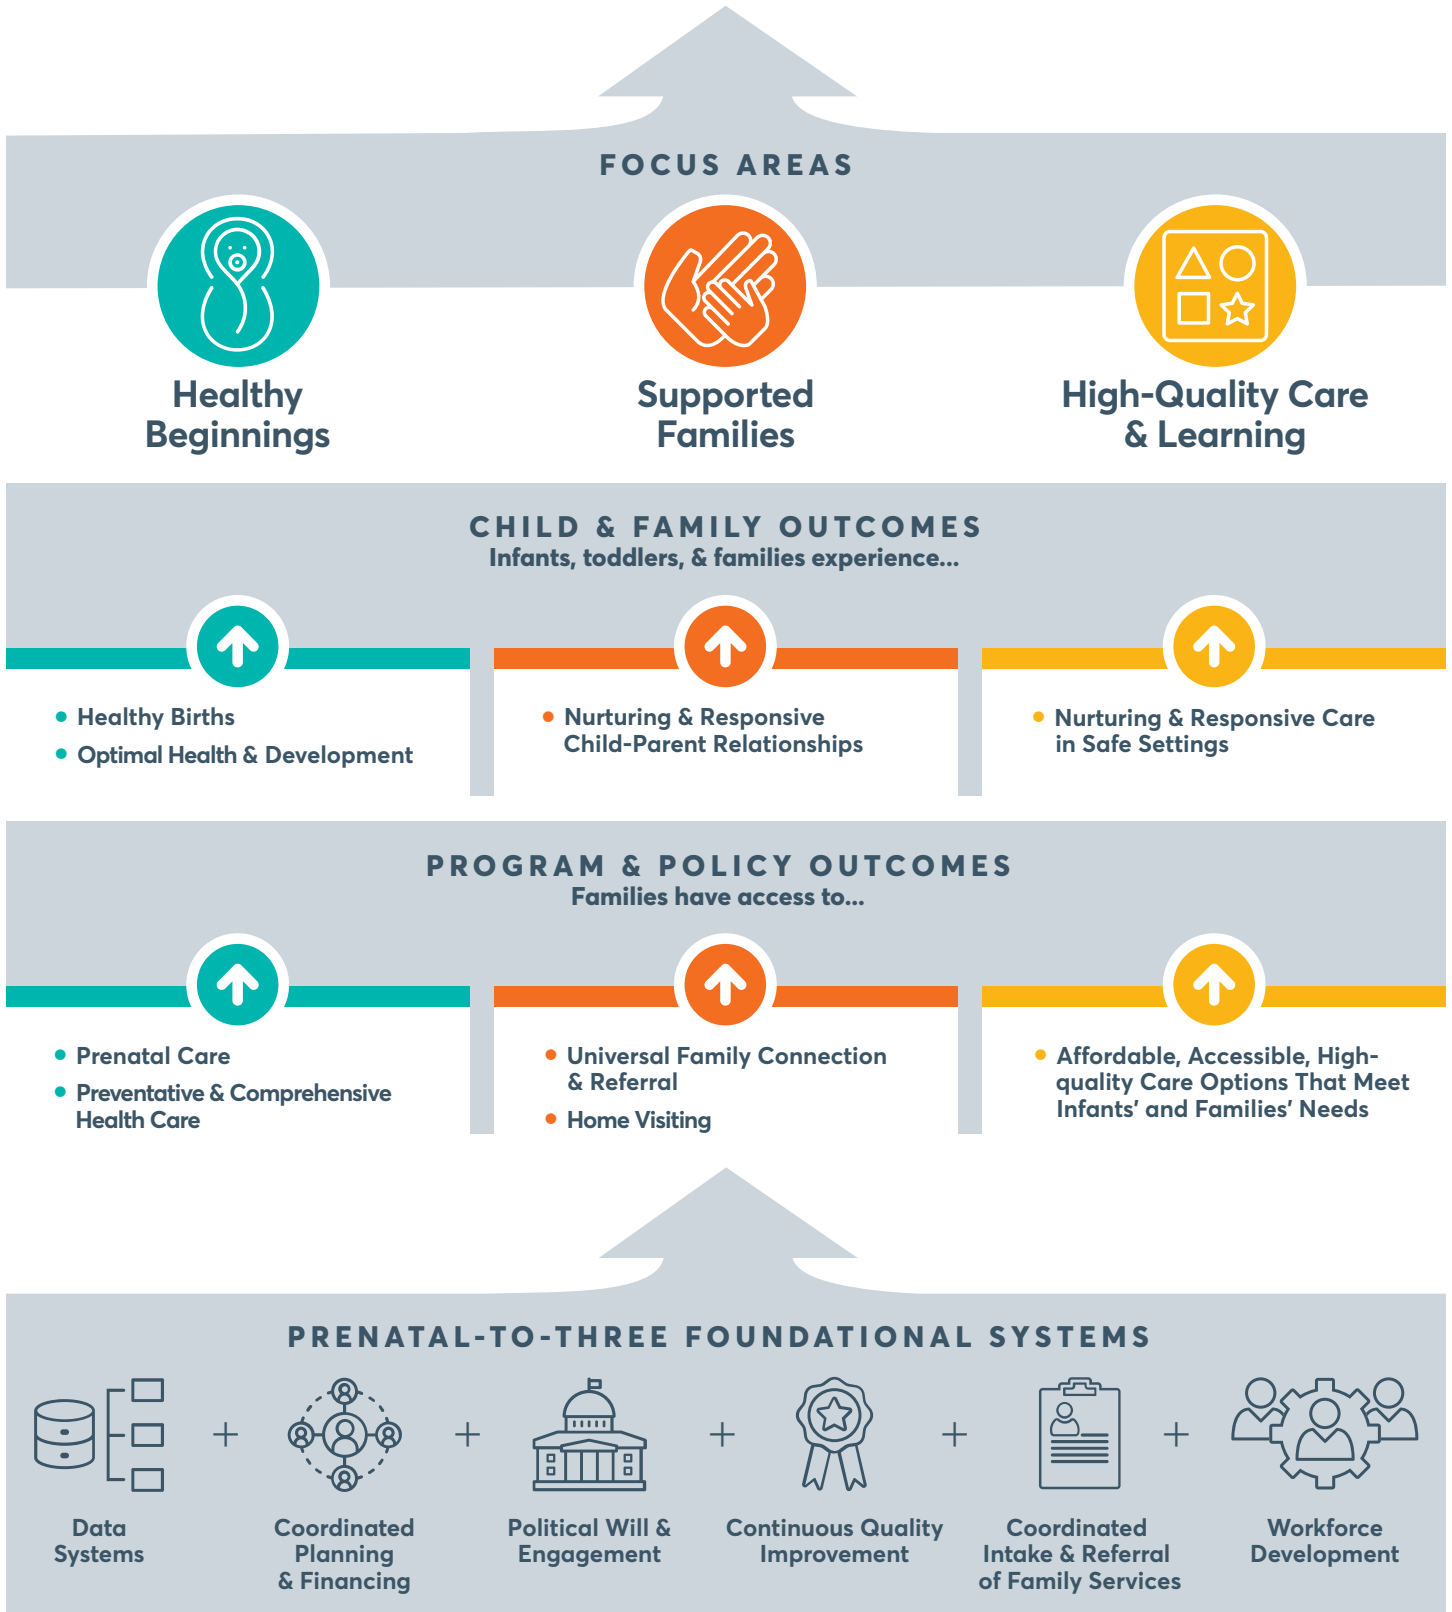 FOCUS AREAS
Healthy
Beginnings
Supported
Families
High-Quality Care
& Learning
CHILD & FAMILY OUTCOMES
Infants, toddlers, & families experience...
• Healthy Births
• Optimal Health & Development
• Nurturing & Responsive
Child-Parent Relationships
• Nurturing & Responsive Care
in Safe Settings
PROGRAM & POLICY OUTCOMES
Families have access to...
• Prenatal Care
• Preventative & Comprehensive
Health Care
• Universal Family Connection
& Referral
• Home Visiting
• Affordable, Accessible, High-
quality Care Options That Meet
Infants’ and Families’ Needs
PRENATAL-TO-THREE FOUNDATIONAL SYSTEMS
+ + + + +
Data
Systems
Coordinated
Planning
& Financing
Political Will &
Engagement
Continuous Quality
Improvement
Coordinated
Intake & Referral
of Family Services
Workforce
Development